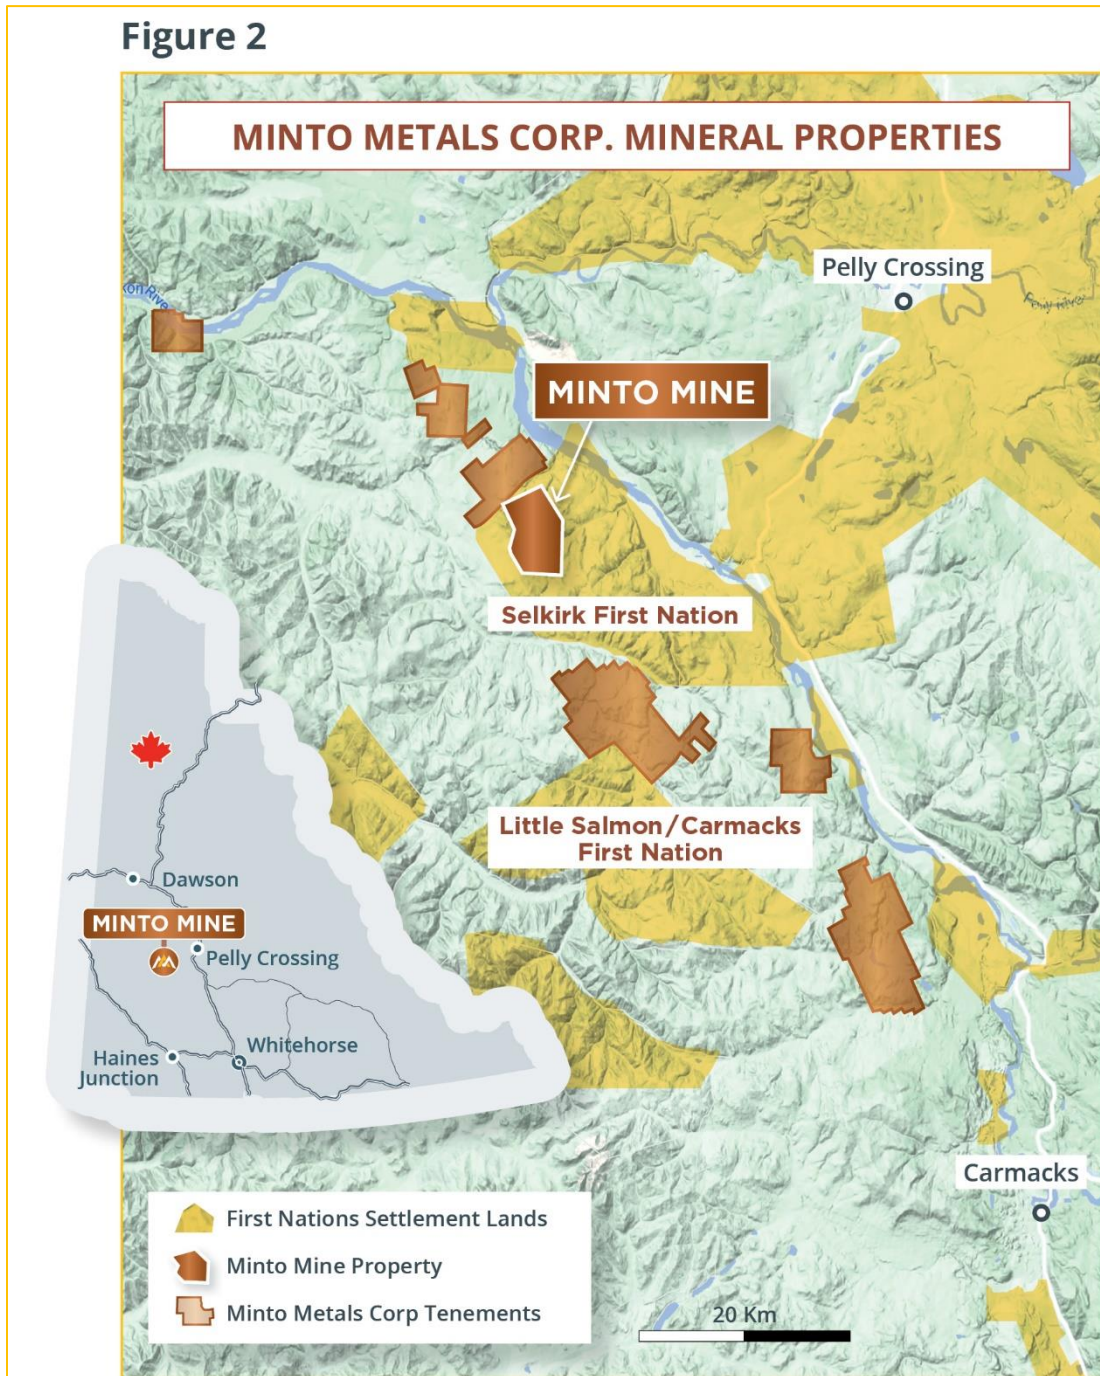 Figure 2
MINTO METALS CORP. MINERAL PROPERTIES
Pelly Crossing
on River
MINTO MINE
Selkirk First Nation
Little Salmon/Carmacks
First Nation
Dawson
MINTO MINE
Pelly Crossing
Whitehorse
Haines
Junction
Carmacks
First Nations Settlement Lands
Minto Mine Property
Minto Metals Corp Tenements
20 Km